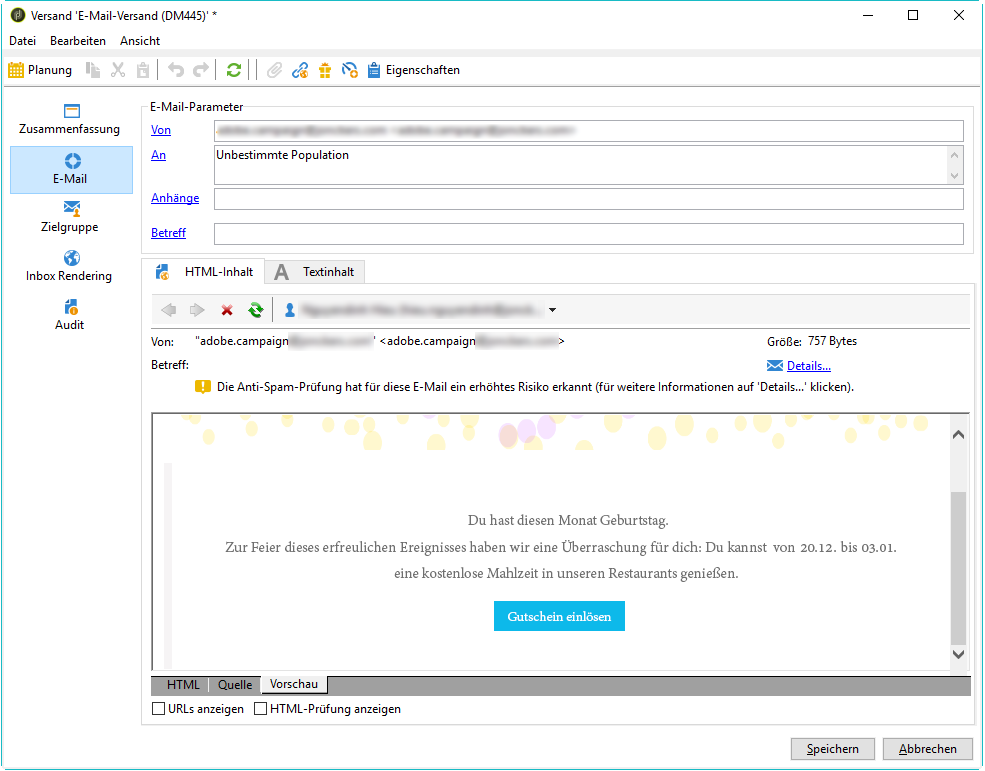 Versand 'E-Mail-Versand (DM445)' *
Datei Bearbeiten Ansicht
Planung Eigenschaften
Zusammenfassung
E-Mail
Zielgruppe
Inbox Rendering
Audit
E-Mail-Parameter
Von
An Unbestimmte Population
Anhänge
Betreff
HTML-Inhalt A Textinhalt
Von: "adobe.campaign " <adobe.campaign > Größe: 757 Bytes
Betreff: Details...
Die Anti-Spam-Prüfung hat für diese E-Mail ein erhöhtes Risiko erkannt (für weitere Informationen auf 'Details...' klicken).
Du hast diesen Monat Geburtstag.
Zur Feier dieses erfreulichen Ereignisses haben wir eine Überraschung für dich: Du kannst von 20.12. bis 03.01.
eine kostenlose Mahlzeit in unseren Restaurants genießen.
Gutschein einlösen
HTML Quelle Vorschau
URLs anzeigen HTML-Prüfung anzeigen
Speichern Abbrechen